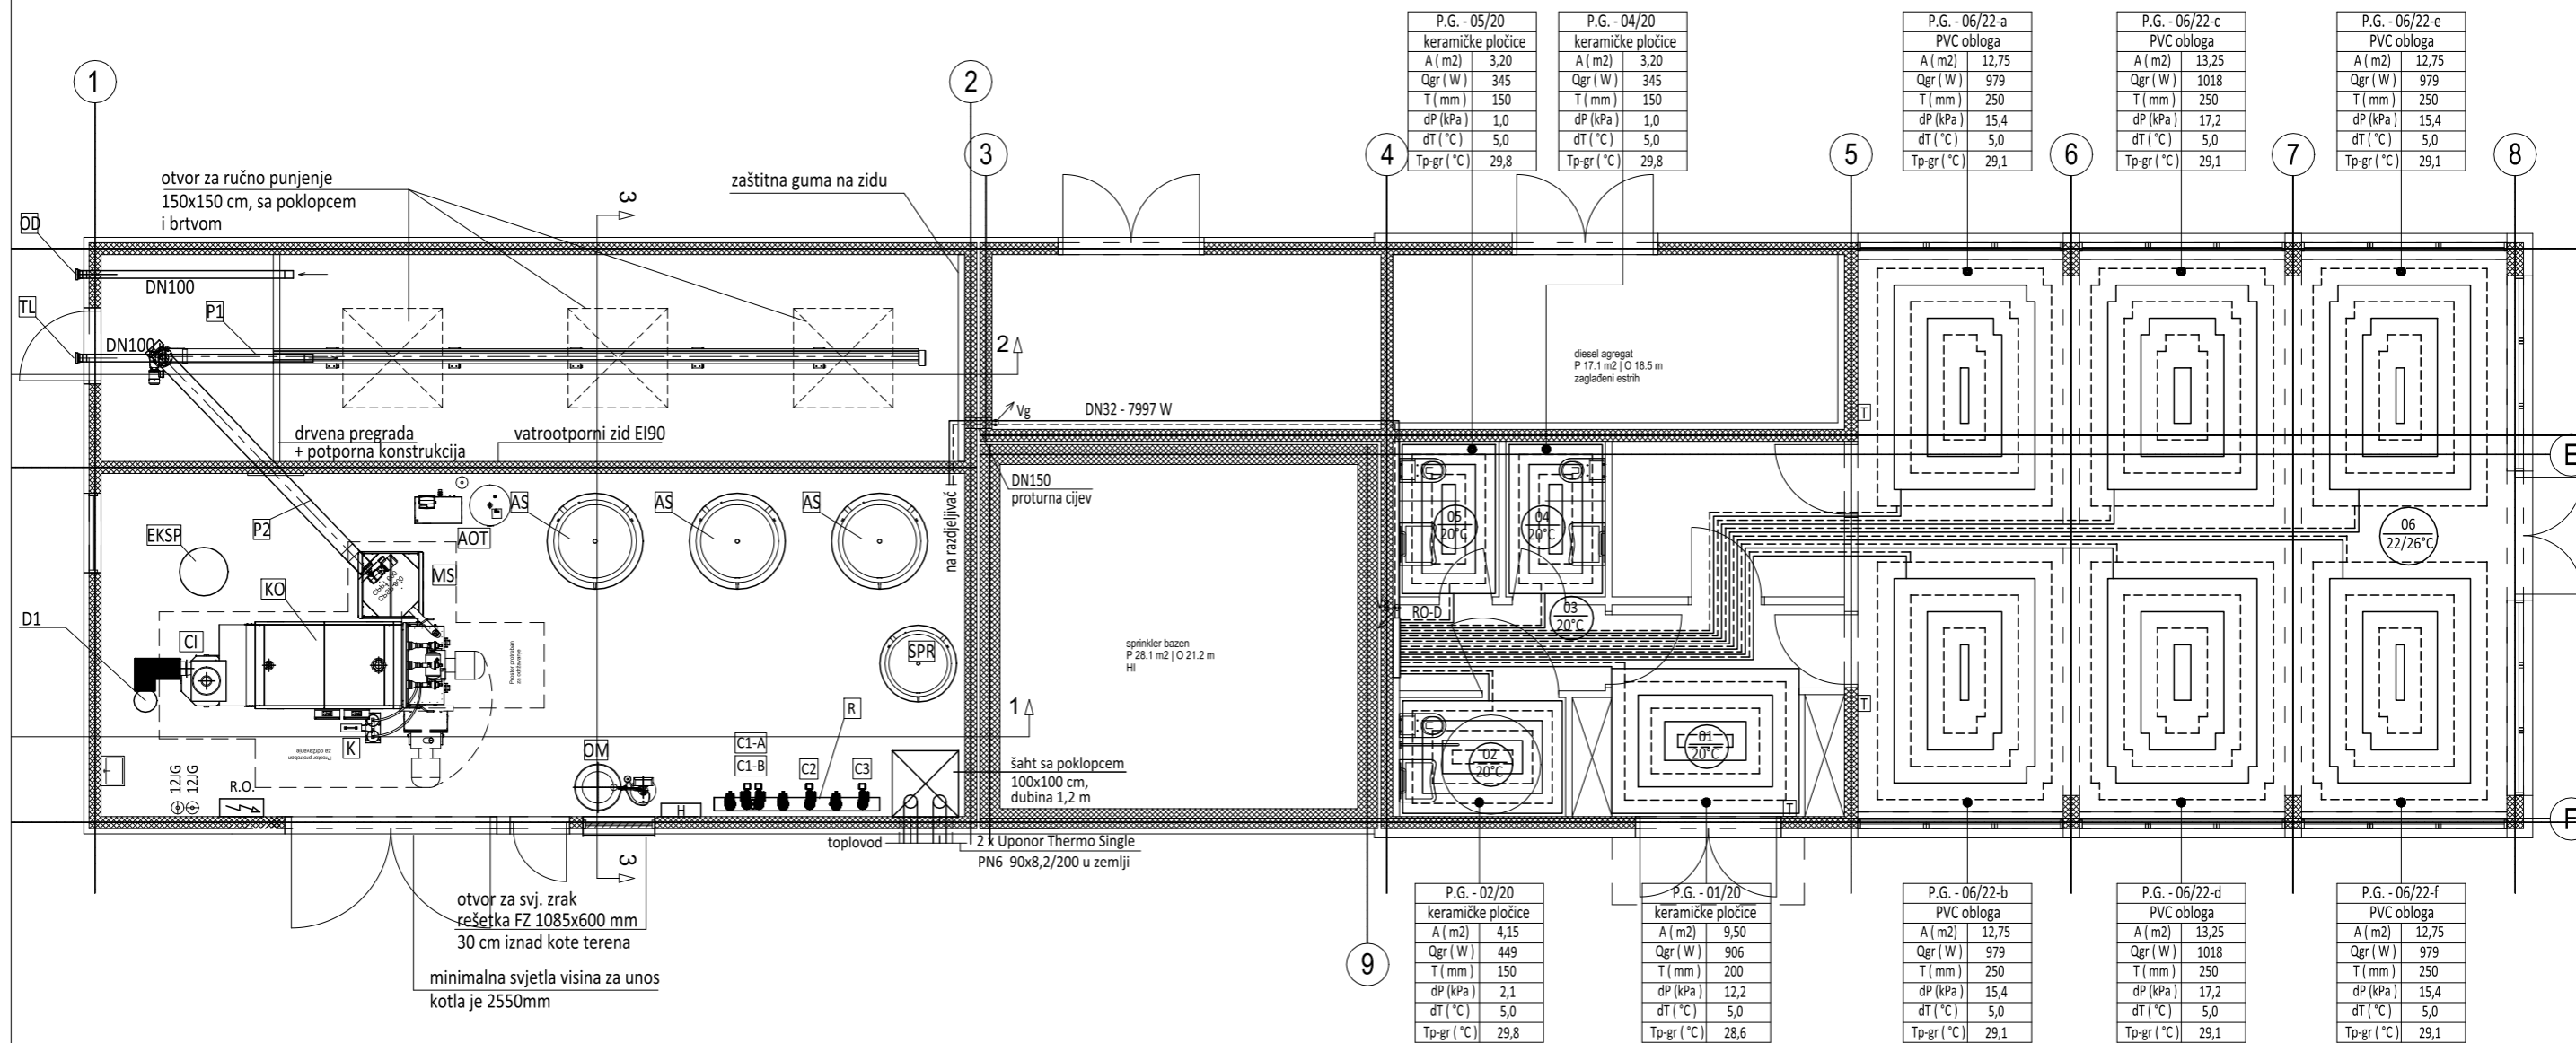 P.G. - 05/20
keramičke pločice
A ( m2) 3,20
Qgr ( W ) 345
T ( mm ) 150
dP (kPa ) 1,0
dT ( °C ) 5,0
Tp-gr ( °C ) 29,8
P.G. - 04/20
keramičke pločice
A ( m2) 3,20
Qgr ( W ) 345
T ( mm ) 150
dP (kPa ) 1,0
dT ( °C ) 5,0
Tp-gr ( °C ) 29,8
P.G. - 06/22-a
PVC obloga
A ( m2) 12,75
Qgr ( W ) 979
T ( mm ) 250
dP (kPa ) 15,4
dT ( °C ) 5,0
Tp-gr ( °C ) 29,1
P.G. - 06/22-c
PVC obloga
A ( m2) 13,25
Qgr ( W ) 1018
T ( mm ) 250
dP (kPa ) 17,2
dT ( °C ) 5,0
Tp-gr ( °C ) 29,1
P.G. - 06/22-e
PVC obloga
A ( m2) 12,75
Qgr ( W ) 979
T ( mm ) 250
dP (kPa ) 15,4
dT ( °C ) 5,0
Tp-gr ( °C ) 29,1
1
2
3
4
5
6
7
8
otvor za ručno punjenje
150x150 cm, sa poklopcem
i brtvom
3
zaštitna guma na zidu
OD
DN100
TL
P1
DN100
2
diesel agregat
P 17.1 m2 | O 18.5 m
zaglađeni estrih
Vg
DN32 - 7997 W
T
drvena pregrada
+ potporna konstrukcija
vatrootporni zid EI90
E
DN150
proturna cijev
na razdjeljivač
AS
AS
AS
P2
EKSP
AOT
MS
KO
CI
D1
05
20°C
04
20°C
06
22/26°C
03
20°C
RO-D
Prostor potreban
za održavanje
SPR
sprinkler bazen
P 28.1 m2 | O 21.2 m
HI
R
1
T
K
Prostor potreban
za održavanje
C1-A
C1-B
C2
C3
OM
šaht sa poklopcem
100x100 cm,
dubina 1,2 m
02
20°C
01
20°C
T
12JG
12JG
R.O.
H
F
toplovod
2 x Uponor Thermo Single
PN6 90x8,2/200 u zemlji
3
otvor za svj. zrak
rešetka FZ 1085x600 mm
30 cm iznad kote terena
minimalna svjetla visina za unos
kotla je 2550mm
9
P.G. - 02/20
keramičke pločice
A ( m2) 4,15
Qgr ( W ) 449
T ( mm ) 150
dP (kPa ) 2,1
dT ( °C ) 5,0
Tp-gr ( °C ) 29,8
P.G. - 01/20
keramičke pločice
A ( m2) 9,50
Qgr ( W ) 906
T ( mm ) 200
dP (kPa ) 12,2
dT ( °C ) 5,0
Tp-gr ( °C ) 28,6
P.G. - 06/22-b
PVC obloga
A ( m2) 12,75
Qgr ( W ) 979
T ( mm ) 250
dP (kPa ) 15,4
dT ( °C ) 5,0
Tp-gr ( °C ) 29,1
P.G. - 06/22-d
PVC obloga
A ( m2) 13,25
Qgr ( W ) 1018
T ( mm ) 250
dP (kPa ) 17,2
dT ( °C ) 5,0
Tp-gr ( °C ) 29,1
P.G. - 06/22-f
PVC obloga
A ( m2) 12,75
Qgr ( W ) 979
T ( mm ) 250
dP (kPa ) 15,4
dT ( °C ) 5,0
Tp-gr ( °C ) 29,1